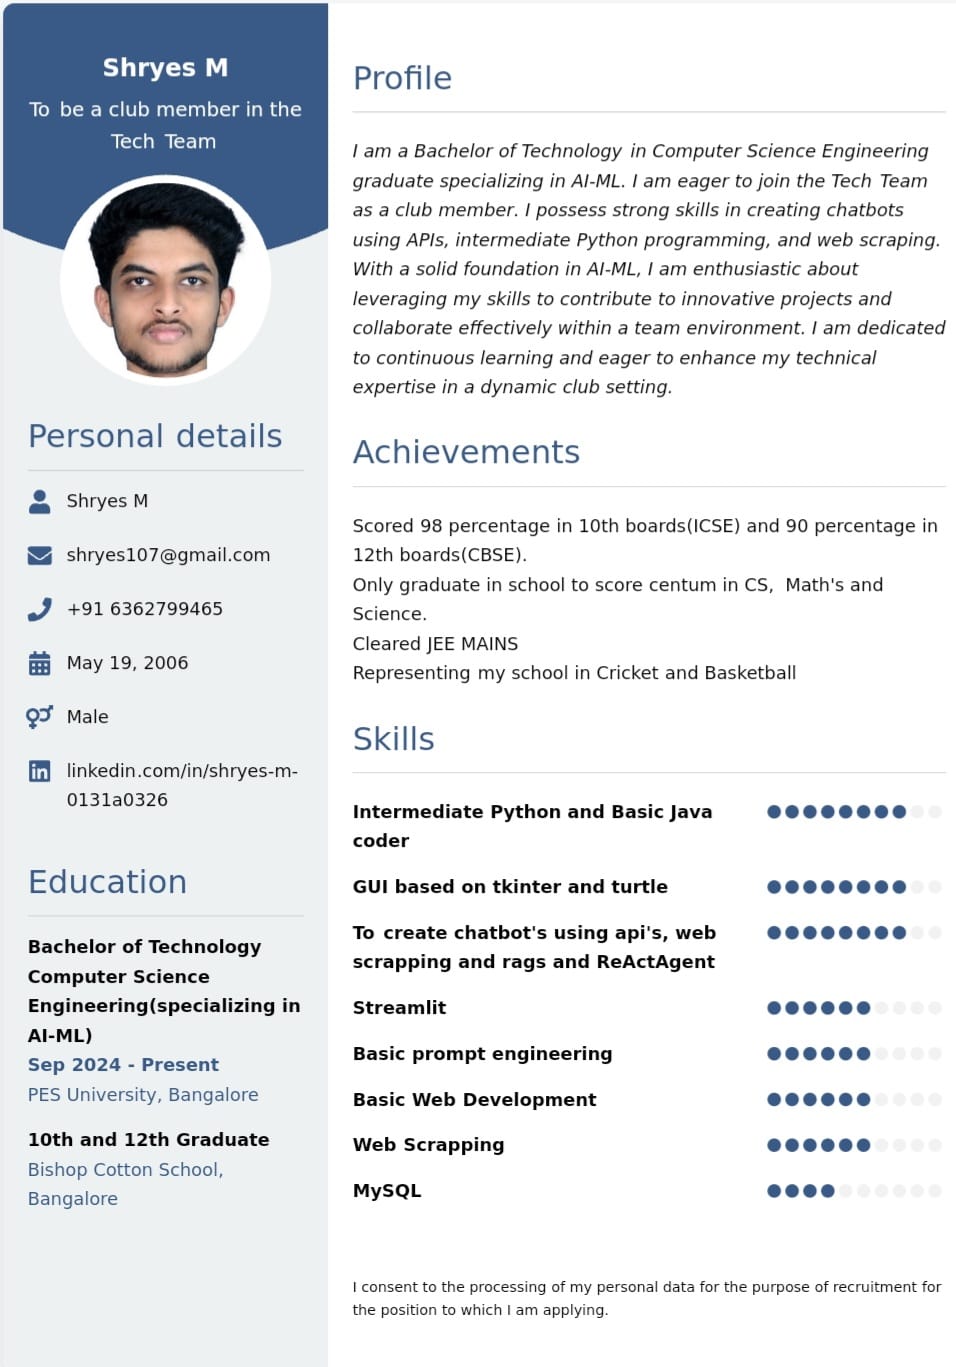 Shryes M
To be a club member in the
Tech Team
Personal details
Shryes M
shryes107@gmail.com
+91 6362799465
May 19, 2006
Male
linkedin.com/in/shryes-m-
0131a0326
Education
Bachelor of Technology
Computer Science
Engineering(specializing in
AI-ML)
Sep 2024 - Present
PES University, Bangalore
10th and 12th Graduate
Bishop Cotton School,
Bangalore
Profile
I am a Bachelor of Technology in Computer Science Engineering
graduate specializing in AI-ML. I am eager to join the Tech Team
as a club member. I possess strong skills in creating chatbots
using APIs, intermediate Python programming, and web scraping.
With a solid foundation in AI-ML, I am enthusiastic about
leveraging my skills to contribute to innovative projects and
collaborate effectively within a team environment. I am dedicated
to continuous learning and eager to enhance my technical
expertise in a dynamic club setting.
Achievements
Scored 98 percentage in 10th boards(ICSE) and 90 percentage in
12th boards(CBSE).
Only graduate in school to score centum in CS, Math's and
Science.
Cleared JEE MAINS
Representing my school in Cricket and Basketball
Skills
Intermediate Python and Basic Java
coder
GUI based on tkinter and turtle
To create chatbot's using api's, web
scrapping and rags and ReActAgent
Streamlit
Basic prompt engineering
Basic Web Development
Web Scrapping
MySQL
I consent to the processing of my personal data for the purpose of recruitment for
the position to which I am applying.